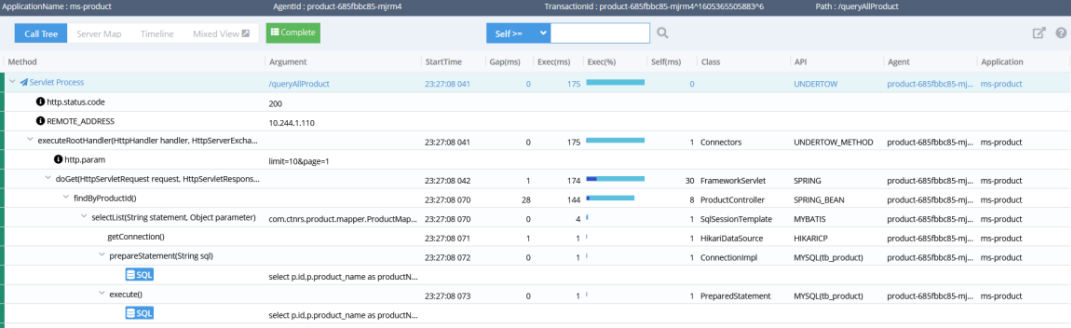 ApplicationName : ms-product AgentId : product-685fbbc85-mjrm4 TransactionId : product-685fbbc85-mjrm4^1605365505883^6 Path : /queryAllProduct
Call Tree Server Map Timeline Mixed View Complete Self >=
Method Argument StartTime Gap(ms) Exec(ms) Exec(%) Self(ms) Class API Agent Application
Servlet Process /queryAllProduct 23:27:08 041 0 175 0 UNDERTOW product-685fbbc85-mj... ms-product
http.status.code 200
REMOTE_ADDRESS 10.244.1.110
executeRootHandler(HttpHandler handler, HttpServerExcha... 23:27:08 041 0 175 1 Connectors UNDERTOW_METHOD product-685fbbc85-mj... ms-product
http.param limit=10&page=1
doGet(HttpServletRequest request, HttpServletRespons... 23:27:08 042 1 174 30 FrameworkServlet SPRING product-685fbbc85-mj... ms-product
findByProductId() 23:27:08 070 28 144 8 ProductController SPRING_BEAN product-685fbbc85-mj... ms-product
selectList(String statement, Object parameter) com.ctnrs.product.mapper.ProductMap... 23:27:08 070 0 4 1 SqlSessionTemplate MYBATIS product-685fbbc85-mj... ms-product
getConnection() 23:27:08 071 1 1 1 HikariDataSource HIKARICP product-685fbbc85-mj... ms-product
prepareStatement(String sql) 23:27:08 072 0 1 1 ConnectionImpl MYSQL(tb_product) product-685fbbc85-mj... ms-product
SQL select p.id,p.product_name as productN...
execute() 23:27:08 073 0 1 1 PreparedStatement MYSQL(tb_product) product-685fbbc85-mj... ms-product
SQL select p.id,p.product_name as productN...